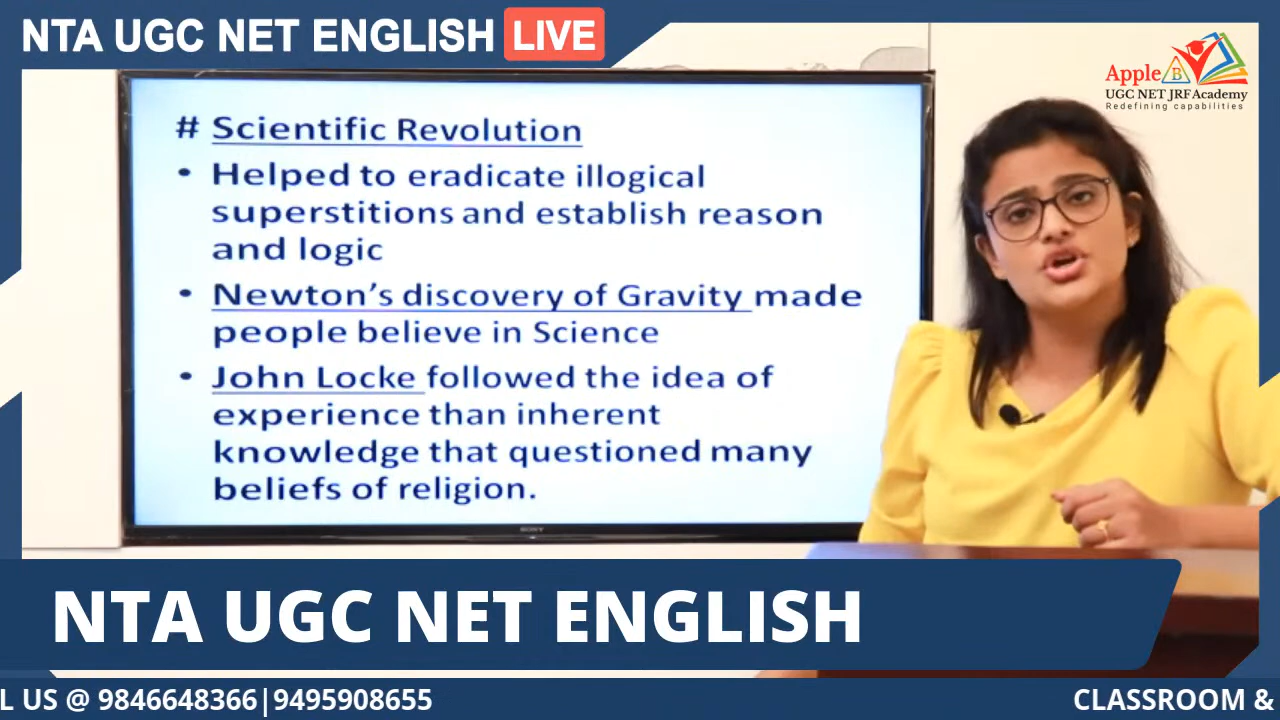 NTA UGC NET ENGLISH LIVE
Apple B
UGC NET JRF Academy
Redefining capabilities
# Scientific Revolution
• Helped to eradicate illogical
superstitions and establish reason
and logic
• Newton's discovery of Gravity made
people believe in Science
• John Locke followed the idea of
experience than inherent
knowledge that questioned many
beliefs of religion.
SONY
NTA UGC NET ENGLISH
L US @ 9846648366|9495908655
CLASSROOM &